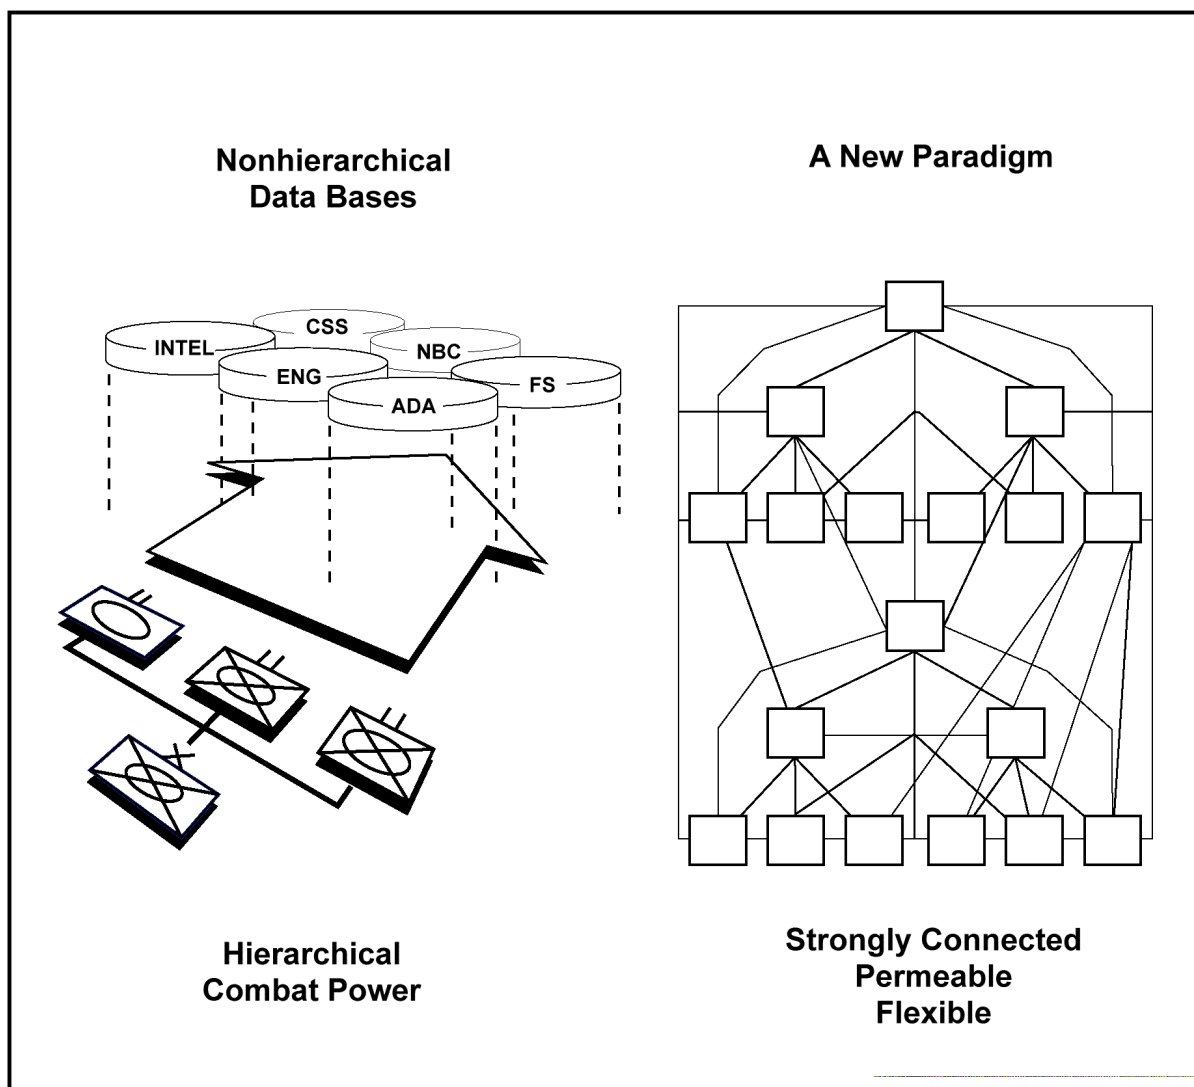 Nonhierarchical
Data Bases
A New Paradigm
CSS
INTEL
NBC
ENG
FS
ADA
Hierarchical
Combat Power
Strongly Connected
Permeable
Flexible